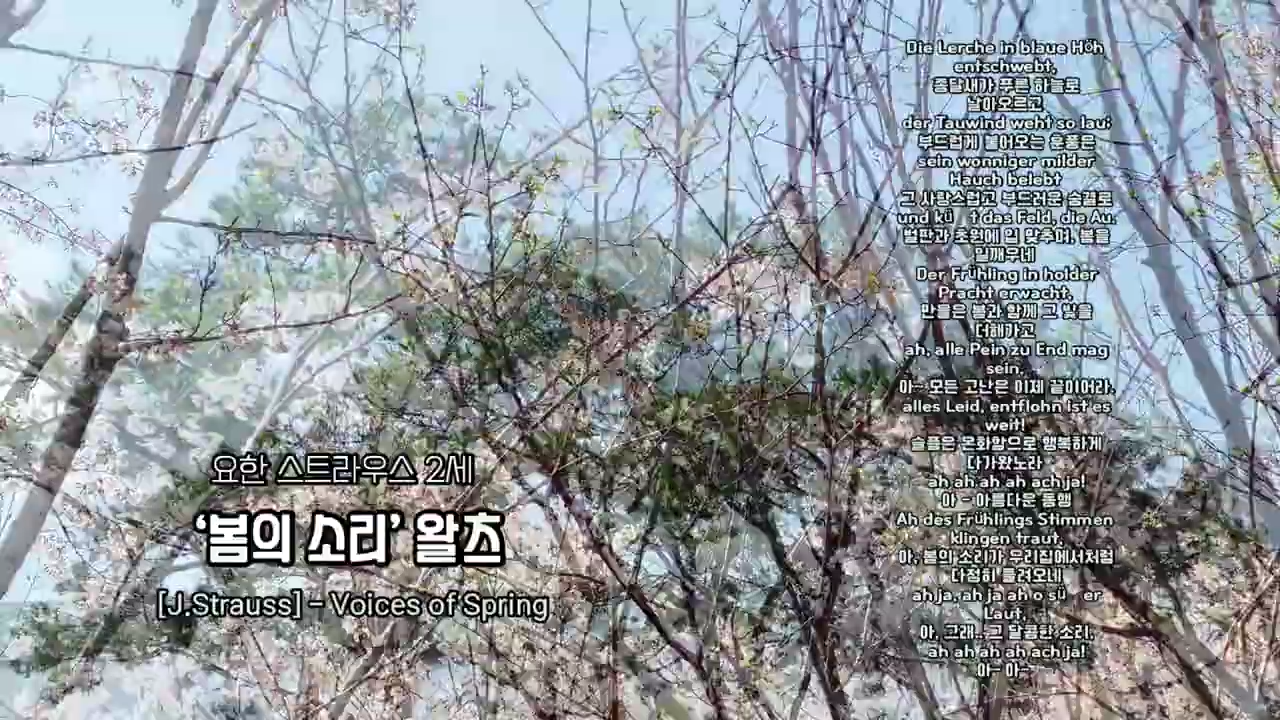 요한 스트라우스 2세
‘봄의 소리’ 왈츠
[J.Strauss] - Voices of Spring
Die Lerche in blaue Höh
entschwebt,
종달새가 푸른 하늘로
날아오르고
der Tauwind weht so lau;
부드럽게 불어오는 훈풍은
sein wonniger milder
Hauch belebt
그 사랑스럽고 부드러운 숨결로
und kü t das Feld, die Au.
벌판과 초원에 입 맞추며, 봄을
일깨우네
Der Frühling in holder
Pracht erwacht,
만물은 봄과 함께 그 빛을
더해가고
ah, alle Pein zu End mag
sein,
아~ 모든 고난은 이제 끝이어라,
alles Leid, entflohn ist es
weit!
슬픔은 온화함으로 행복하게
다가왔노라
ah ah ah ah ach ja!
아 - 아름다운 동행
Ah des Frühlings Stimmen
klingen traut,
아, 봄의 소리가 우리집에서처럼
다정히 들려오네
ah ja, ah ja ah o sü er
Laut,
아, 그래.. 그 달콤한 소리,
ah ah ah ah ach ja!
아~ 아~